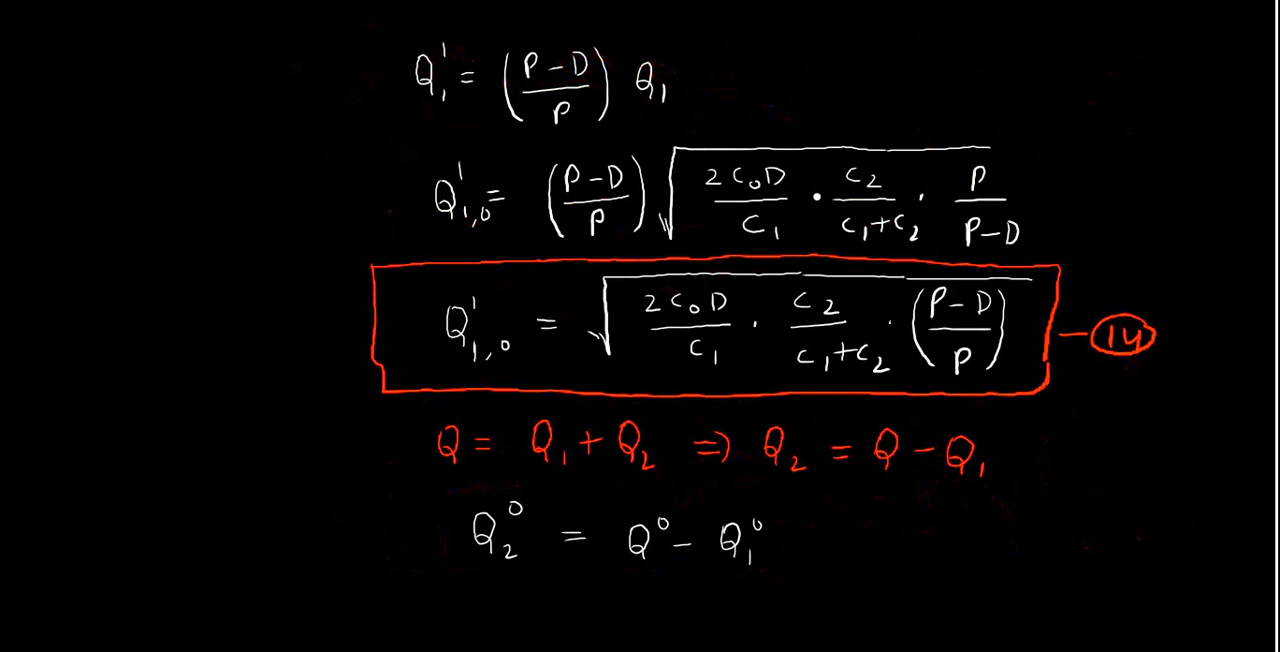 Q₁' = ((P-D)/P) Q₁
Q'₁,₀ = ((P-D)/P) √(2C₀D/C₁ · C₂/(C₁+C₂) · P/(P-D))
Q'₁,₀ = √(2C₀D/C₁ · C₂/(C₁+C₂) · ((P-D)/P)) — 14
Q = Q₁ + Q₂ ⇒ Q₂ = Q - Q₁
Q₂⁰ = Q⁰ - Q₁⁰